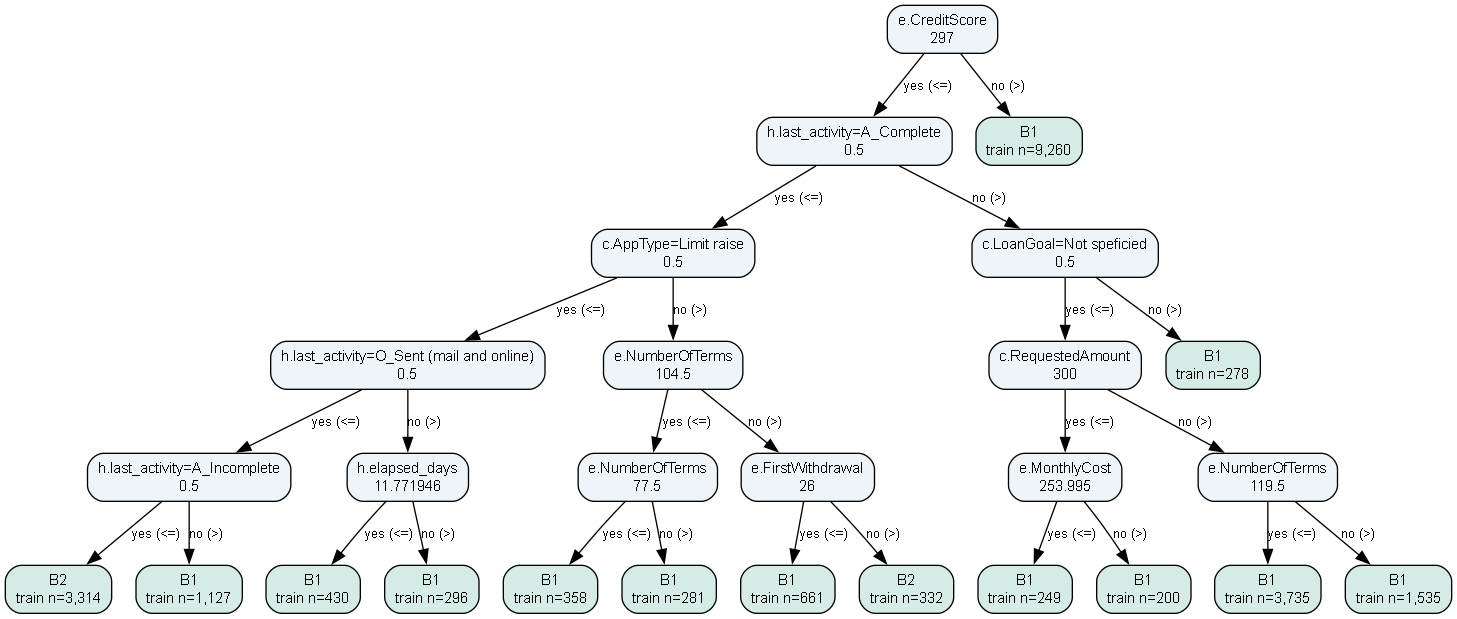 e.CreditScore
297
yes (<=)
no (>)
h.last_activity=A_Complete
0.5
B1
train n=9,260
yes (<=)
no (>)
c.AppType=Limit raise
0.5
c.LoanGoal=Not speficied
0.5
yes (<=)
no (>)
yes (<=)
no (>)
h.last_activity=O_Sent (mail and online)
0.5
e.NumberOfTerms
104.5
c.RequestedAmount
300
B1
train n=278
yes (<=)
no (>)
yes (<=)
no (>)
yes (<=)
no (>)
h.last_activity=A_Incomplete
0.5
h.elapsed_days
11.771946
e.NumberOfTerms
77.5
e.FirstWithdrawal
26
e.MonthlyCost
253.995
e.NumberOfTerms
119.5
yes (<=)
no (>)
yes (<=)
no (>)
yes (<=)
no (>)
yes (<=)
no (>)
yes (<=)
no (>)
yes (<=)
no (>)
B2
train n=3,314
B1
train n=1,127
B1
train n=430
B1
train n=296
B1
train n=358
B1
train n=281
B1
train n=661
B2
train n=332
B1
train n=249
B1
train n=200
B1
train n=3,735
B1
train n=1,535